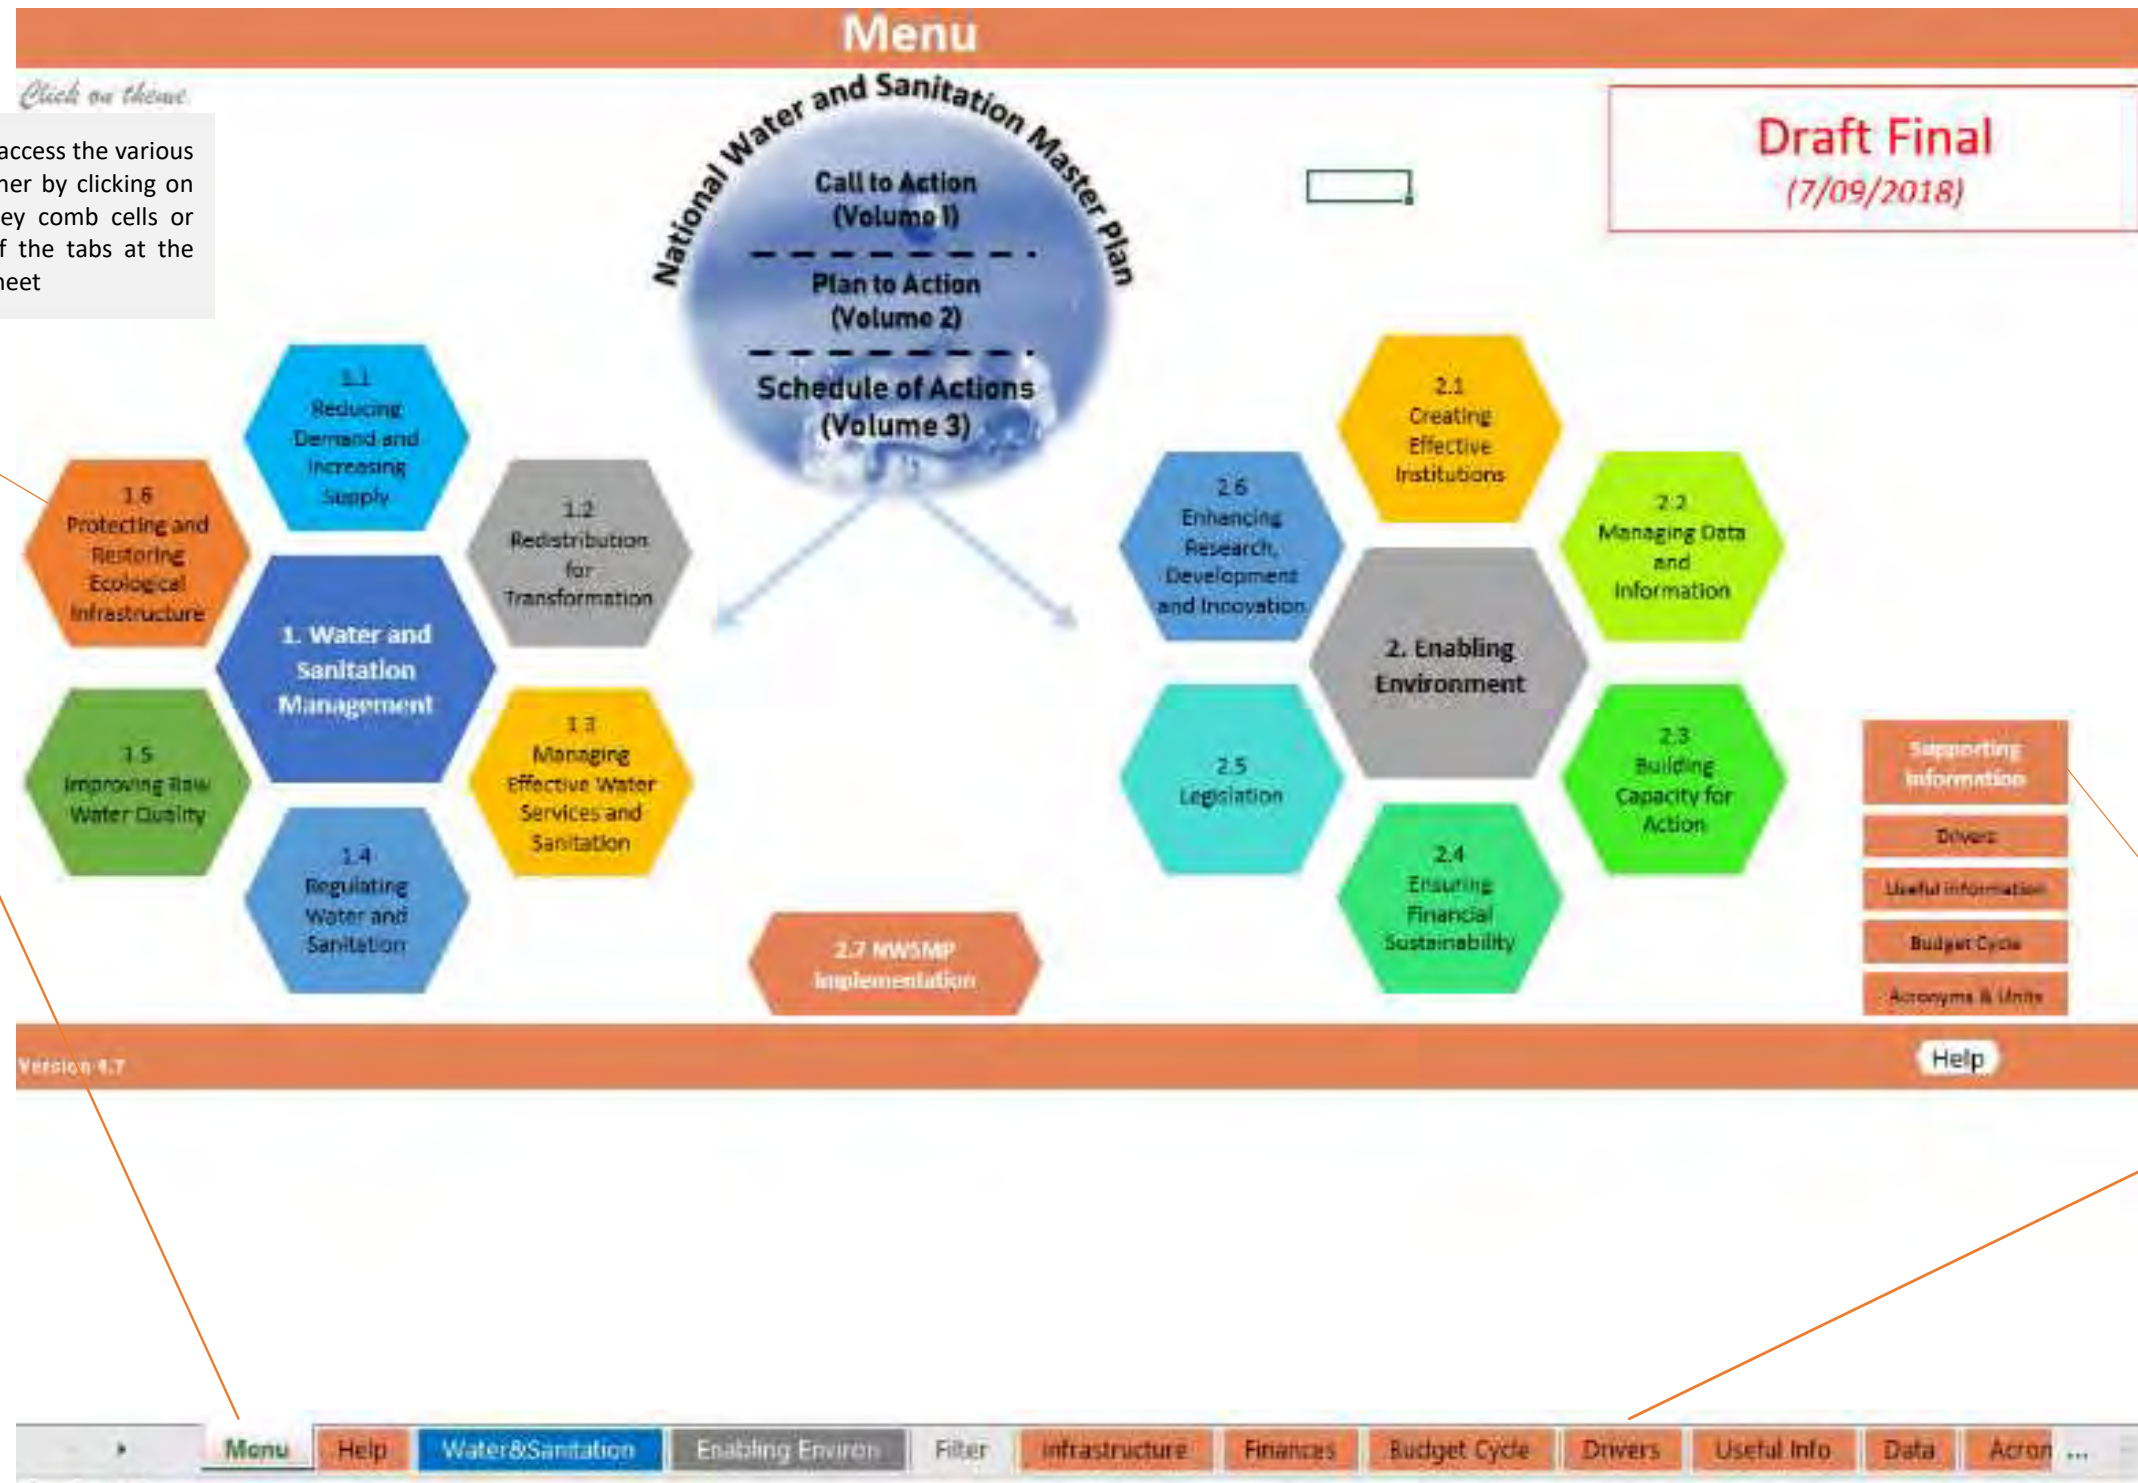 Menu
Click on theme
access the various
ner by clicking on
ey comb cells or
f the tabs at the
heet
National Water and Sanitation Master Plan
Call to Action
(Volume 1)
Plan to Action
(Volume 2)
Schedule of Actions
(Volume 3)
Draft Final
(7/09/2018)
1.1
Reducing
Demand and
Increasing
Supply
1.2
Redistribution
for
Transformation
1.3
Managing
Effective Water
Services and
Sanitation
1.4
Regulating
Water and
Sanitation
1.5
Improving Raw
Water Quality
1.6
Protecting and
Restoring
Ecological
Infrastructure
1. Water and
Sanitation
Management
2.1
Creating
Effective
Institutions
2.2
Managing Data
and
Information
2.3
Building
Capacity for
Action
2.4
Ensuring
Financial
Sustainability
2.5
Legislation
2.6
Enhancing
Research,
Development
and Innovation
2. Enabling
Environment
2.7 NWSMP
Implementation
Supporting
Information
Drivers
Useful information
Budget Cycle
Acronyms & Units
Version 4.7
Help
Menu
Help
Water&Sanitation
Enabling Environ
Filter
Infrastructure
Finances
Budget Cycle
Drivers
Useful Info
Data
Acron ...